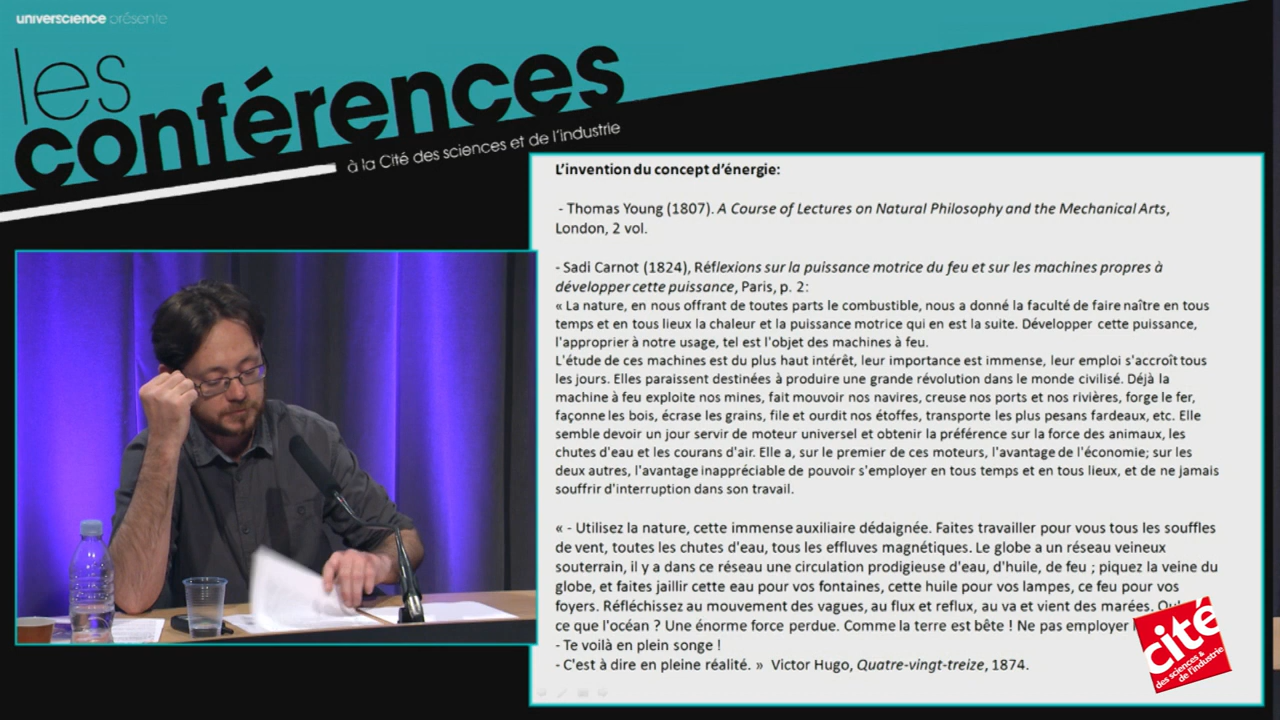 universcience présente
les
conférences
à la Cité des sciences et de l'industrie
L'invention du concept d'énergie:
- Thomas Young (1807). A Course of Lectures on Natural Philosophy and the Mechanical Arts,
London, 2 vol.
- Sadi Carnot (1824), Réflexions sur la puissance motrice du feu et sur les machines propres à
développer cette puissance, Paris, p. 2:
« La nature, en nous offrant de toutes parts le combustible, nous a donné la faculté de faire naître en tous
temps et en tous lieux la chaleur et la puissance motrice qui en est la suite. Développer cette puissance,
l'approprier à notre usage, tel est l'objet des machines à feu.
L'étude de ces machines est du plus haut intérêt, leur importance est immense, leur emploi s'accroît tous
les jours. Elles paraissent destinées à produire une grande révolution dans le monde civilisé. Déjà la
machine à feu exploite nos mines, fait mouvoir nos navires, creuse nos ports et nos rivières, forge le fer,
façonne les bois, écrase les grains, file et ourdit nos étoffes, transporte les plus pesans fardeaux, etc. Elle
semble devoir un jour servir de moteur universel et obtenir la préférence sur la force des animaux, les
chutes d'eau et les courans d'air. Elle a, sur le premier de ces moteurs, l'avantage de l'économie; sur les
deux autres, l'avantage inappréciable de pouvoir s'employer en tous temps et en tous lieux, et de ne jamais
souffrir d'interruption dans son travail.
« - Utilisez la nature, cette immense auxiliaire dédaignée. Faites travailler pour vous tous les souffles
de vent, toutes les chutes d'eau, tous les effluves magnétiques. Le globe a un réseau veineux
souterrain, il y a dans ce réseau une circulation prodigieuse d'eau, d'huile, de feu ; piquez la veine du
globe, et faites jaillir cette eau pour vos fontaines, cette huile pour vos lampes, ce feu pour vos
foyers. Réfléchissez au mouvement des vagues, au flux et reflux, au va et vient des marées.
ce que l'océan ? Une énorme force perdue. Comme la terre est bête ! Ne pas employer
- Te voilà en plein songe !
- C'est à dire en pleine réalité. » Victor Hugo, Quatre-vingt-treize, 1874.
cité
des sciences &
de l'industrie